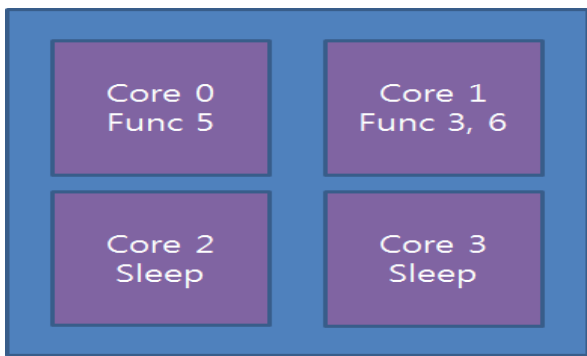 Core 0
Func 5
Core 1
Func 3, 6
Core 2
Sleep
Core 3
Sleep